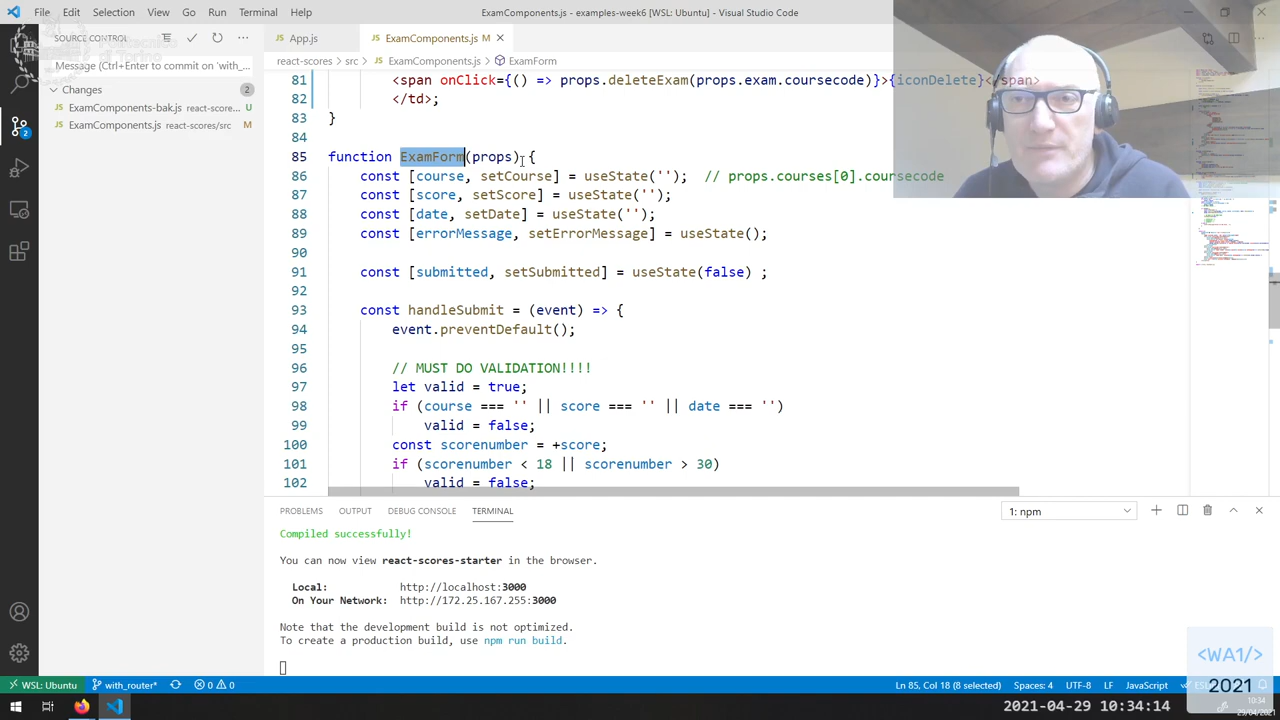 File Edit Selection View Go Run Terminal Help
ExamComponents.js - examples-week6 [WSL: Ubuntu] - Visual Studio Code
SOURCE CONTROL
Message (Ctrl+Enter to commit on 'with_...
Changes 2
ExamComponents-bak.js react-score... U
ExamComponents.js react-scores/src M
2
App.js
ExamComponents.js M
react-scores > src > ExamComponents.js > ExamForm
81 <span onClick={() => props.deleteExam(props.exam.coursecode)}>{iconDelete}</span>
82 </td>;
83 }
84
85 function ExamForm(props) {
86 const [course, setCourse] = useState(''); // props.courses[0].coursecode
87 const [score, setScore] = useState('');
88 const [date, setDate] = useState('');
89 const [errorMessage, setErrorMessage] = useState();
90
91 const [submitted, setSubmitted] = useState(false) ;
92
93 const handleSubmit = (event) => {
94 event.preventDefault();
95
96 // MUST DO VALIDATION!!!!
97 let valid = true;
98 if (course === '' || score === '' || date === '')
99 valid = false;
100 const scorenumber = +score;
101 if (scorenumber < 18 || scorenumber > 30)
102 valid = false;
PROBLEMS OUTPUT DEBUG CONSOLE TERMINAL
1: npm
Compiled successfully!
You can now view react-scores-starter in the browser.
Local: http://localhost:3000
On Your Network: http://172.25.167.255:3000
Note that the development build is not optimized.
To create a production build, use npm run build.
WSL: Ubuntu with_router* 0 0
Ln 85, Col 18 (8 selected) Spaces: 4 UTF-8 LF JavaScript
<WA1/>
2021
2021-04-29 10:34:14
10:34
29/04/2021